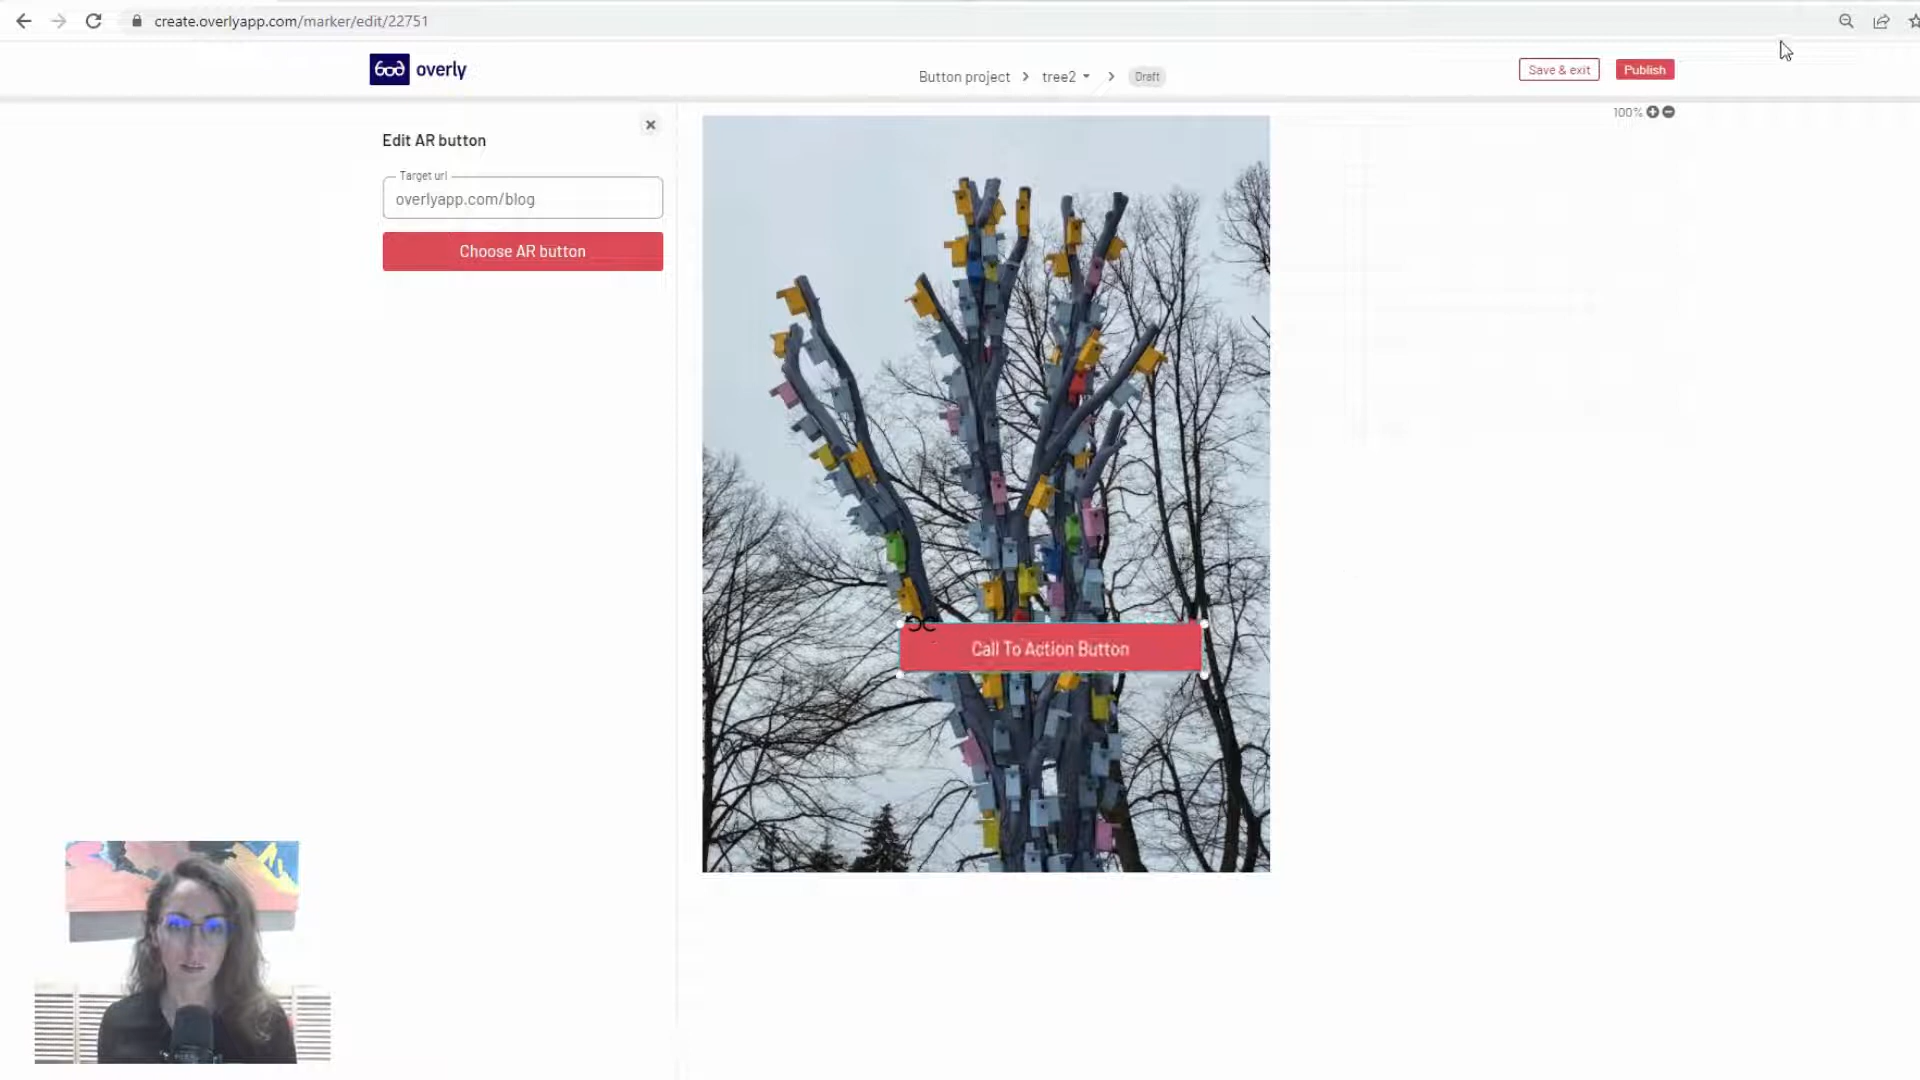 create.overlyapp.com/marker/edit/22751
overly
Button project
tree2
Draft
Save & exit
Publish
100%
Edit AR button
Target url
overlyapp.com/blog
Choose AR button
Call To Action Button